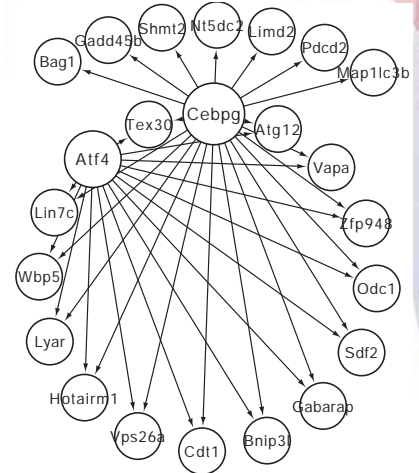 Nt5dc2
Shmt2
Limd2
Gadd45b
Pdcd2
Bag1
Map1lc3b
Cebpg
Tex30
Atg12
Atf4
Vapa
Lin7c
Zfp948
Wbp5
Odc1
Lyar
Sdf2
Hotairm1
Gabarap
Vps26a
Bnip3l
Cdt1